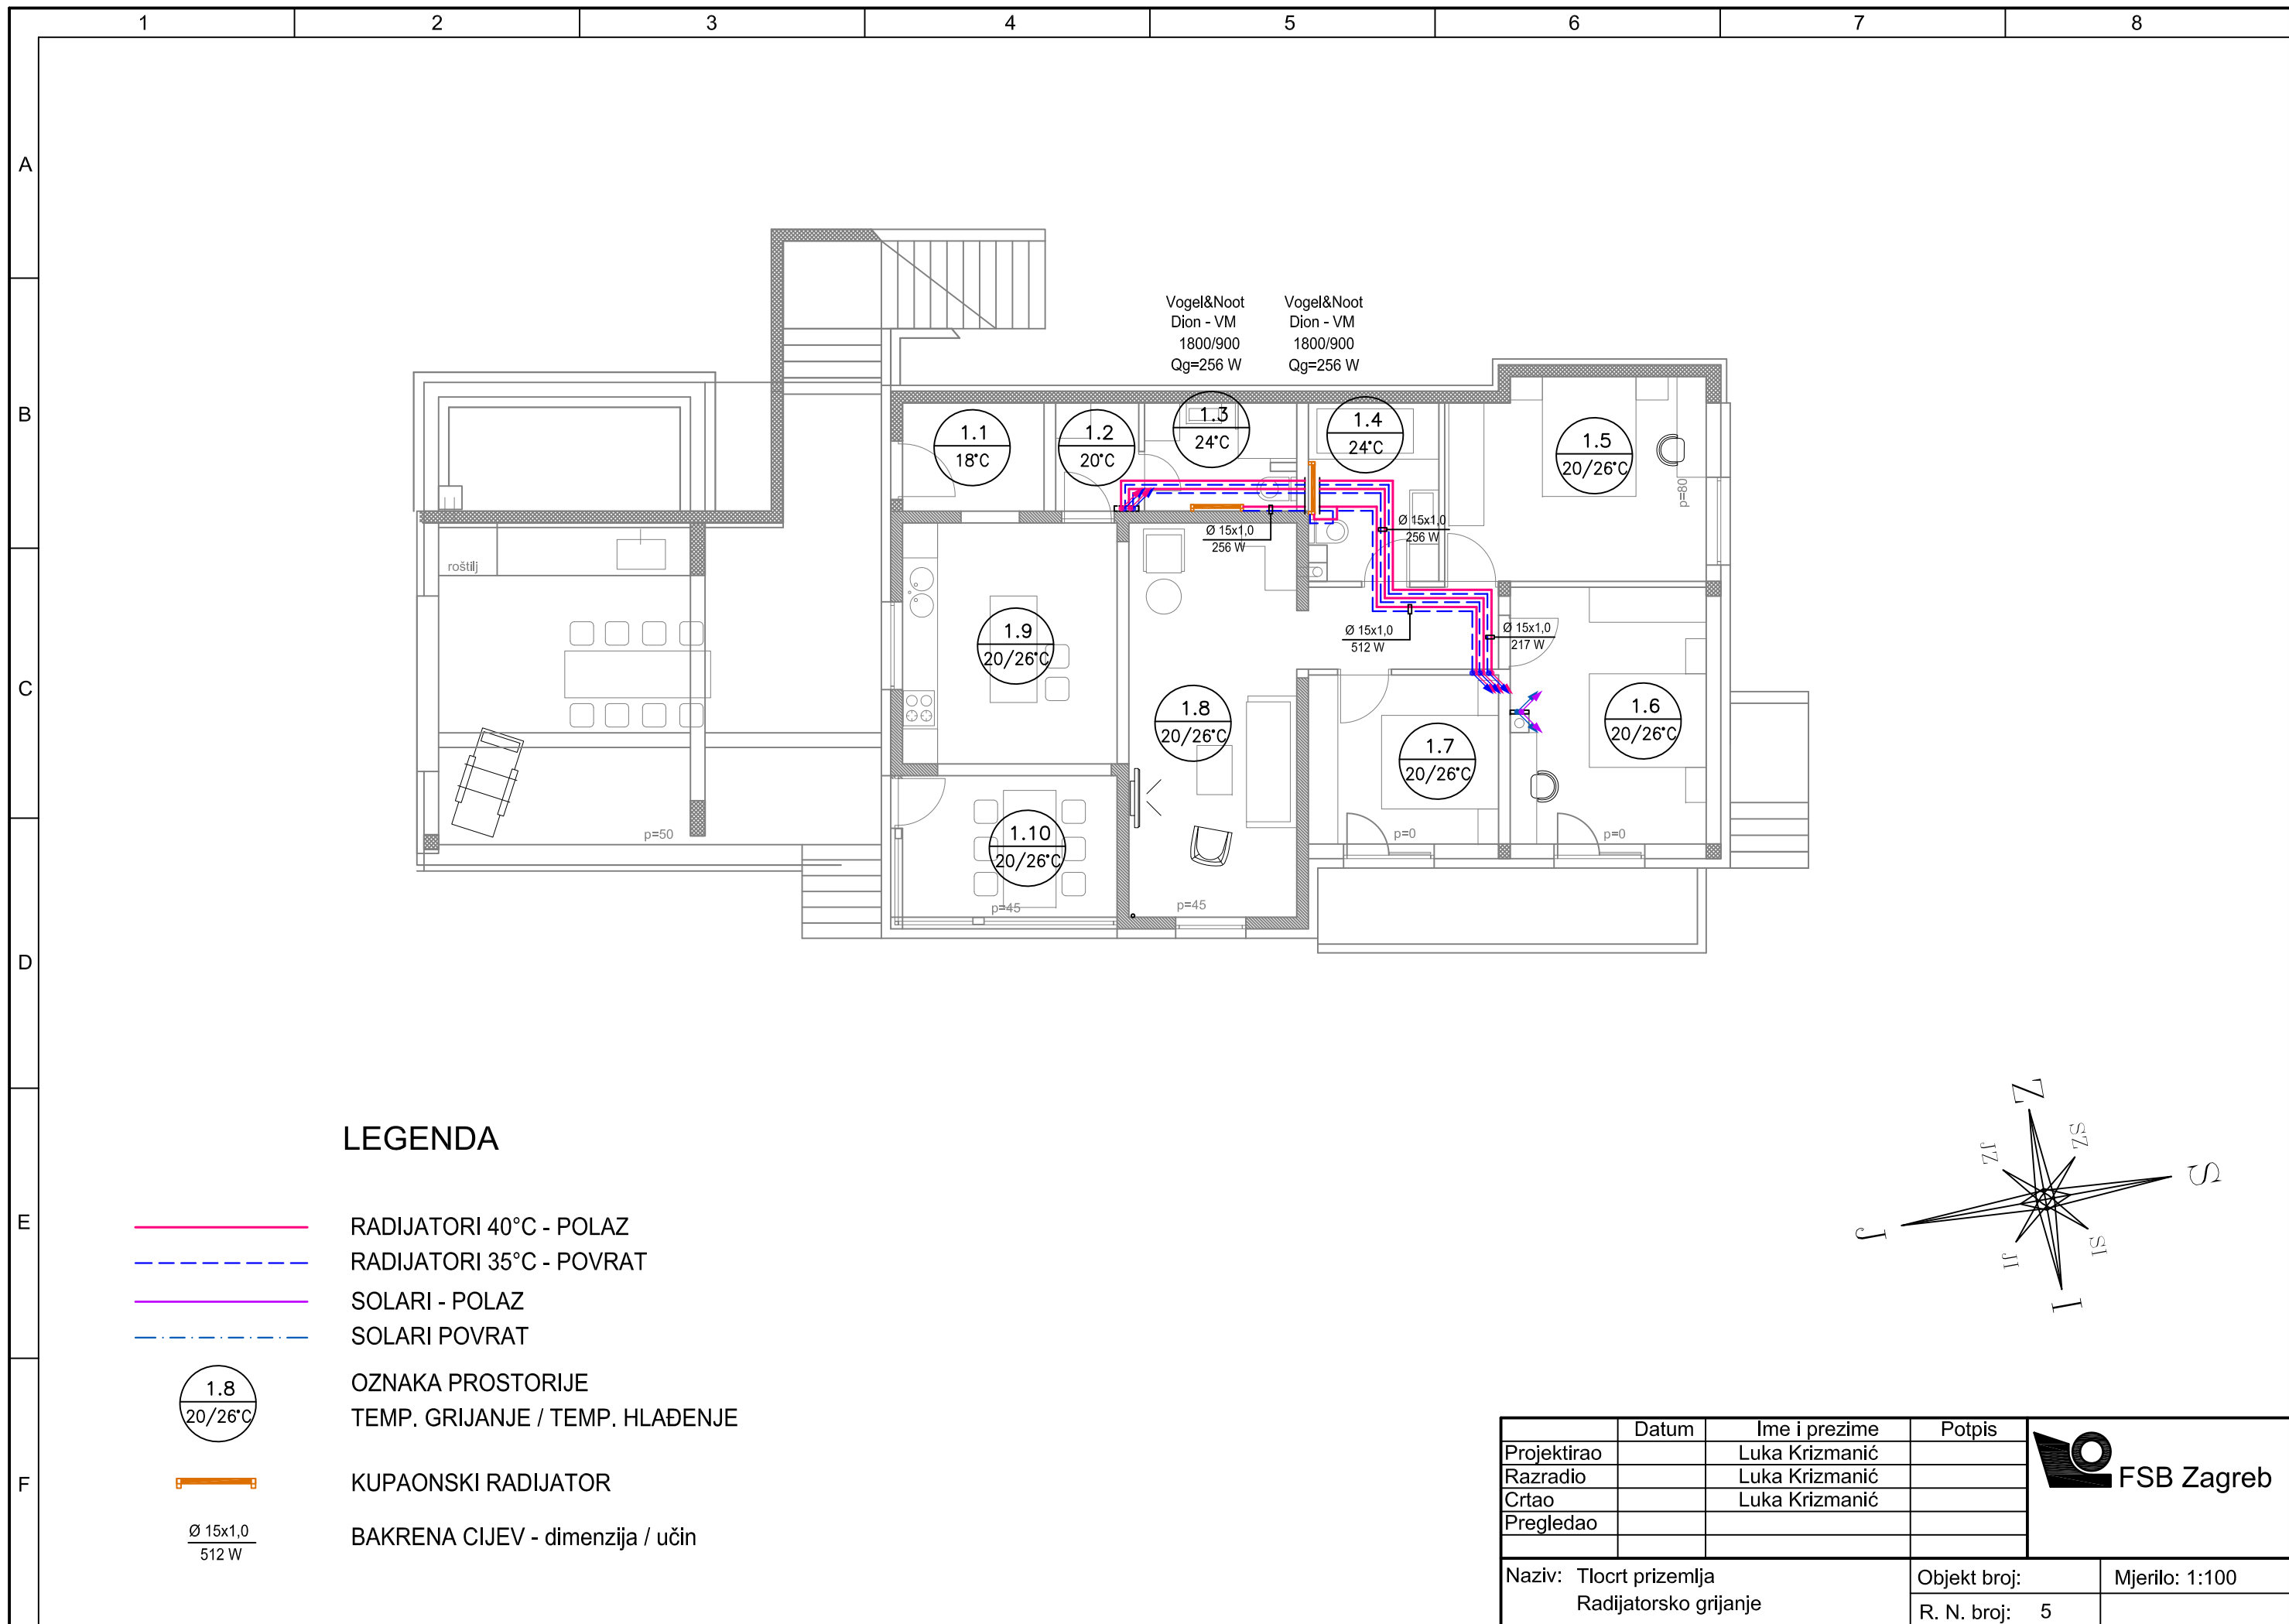 1 2 3 4 5 6 7 8
A
B
C
D
E
F
Vogel&Noot
Dion - VM
1800/900
Qg=256 W
Vogel&Noot
Dion - VM
1800/900
Qg=256 W
1.1
18°C
1.2
20°C
1.3
24°C
1.4
24°C
1.5
20/26°C
p=80
Ø 15x1,0
256 W
Ø 15x1,0
256 W
roštilj
1.9
20/26°C
Ø 15x1,0
512 W
Ø 15x1,0
217 W
1.8
20/26°C
1.7
20/26°C
1.6
20/26°C
p=50
1.10
20/26°C
p=0
p=0
p=45
p=45
LEGENDA
RADIJATORI 40°C - POLAZ
RADIJATORI 35°C - POVRAT
SOLARI - POLAZ
SOLARI POVRAT
1.8
20/26°C
OZNAKA PROSTORIJE
TEMP. GRIJANJE / TEMP. HLAĐENJE
KUPAONSKI RADIJATOR
Ø 15x1,0
512 W
BAKRENA CIJEV - dimenzija / učin
Z
SZ
JZ
S
J
SI
JI
I
Datum Ime i prezime Potpis
Projektirao Luka Krizmanić
Razradio Luka Krizmanić
Crtao Luka Krizmanić
Pregledao
FSB Zagreb
Naziv: Tlocrt prizemlja
Radijatorsko grijanje
Objekt broj:
Mjerilo: 1:100
R. N. broj: 5